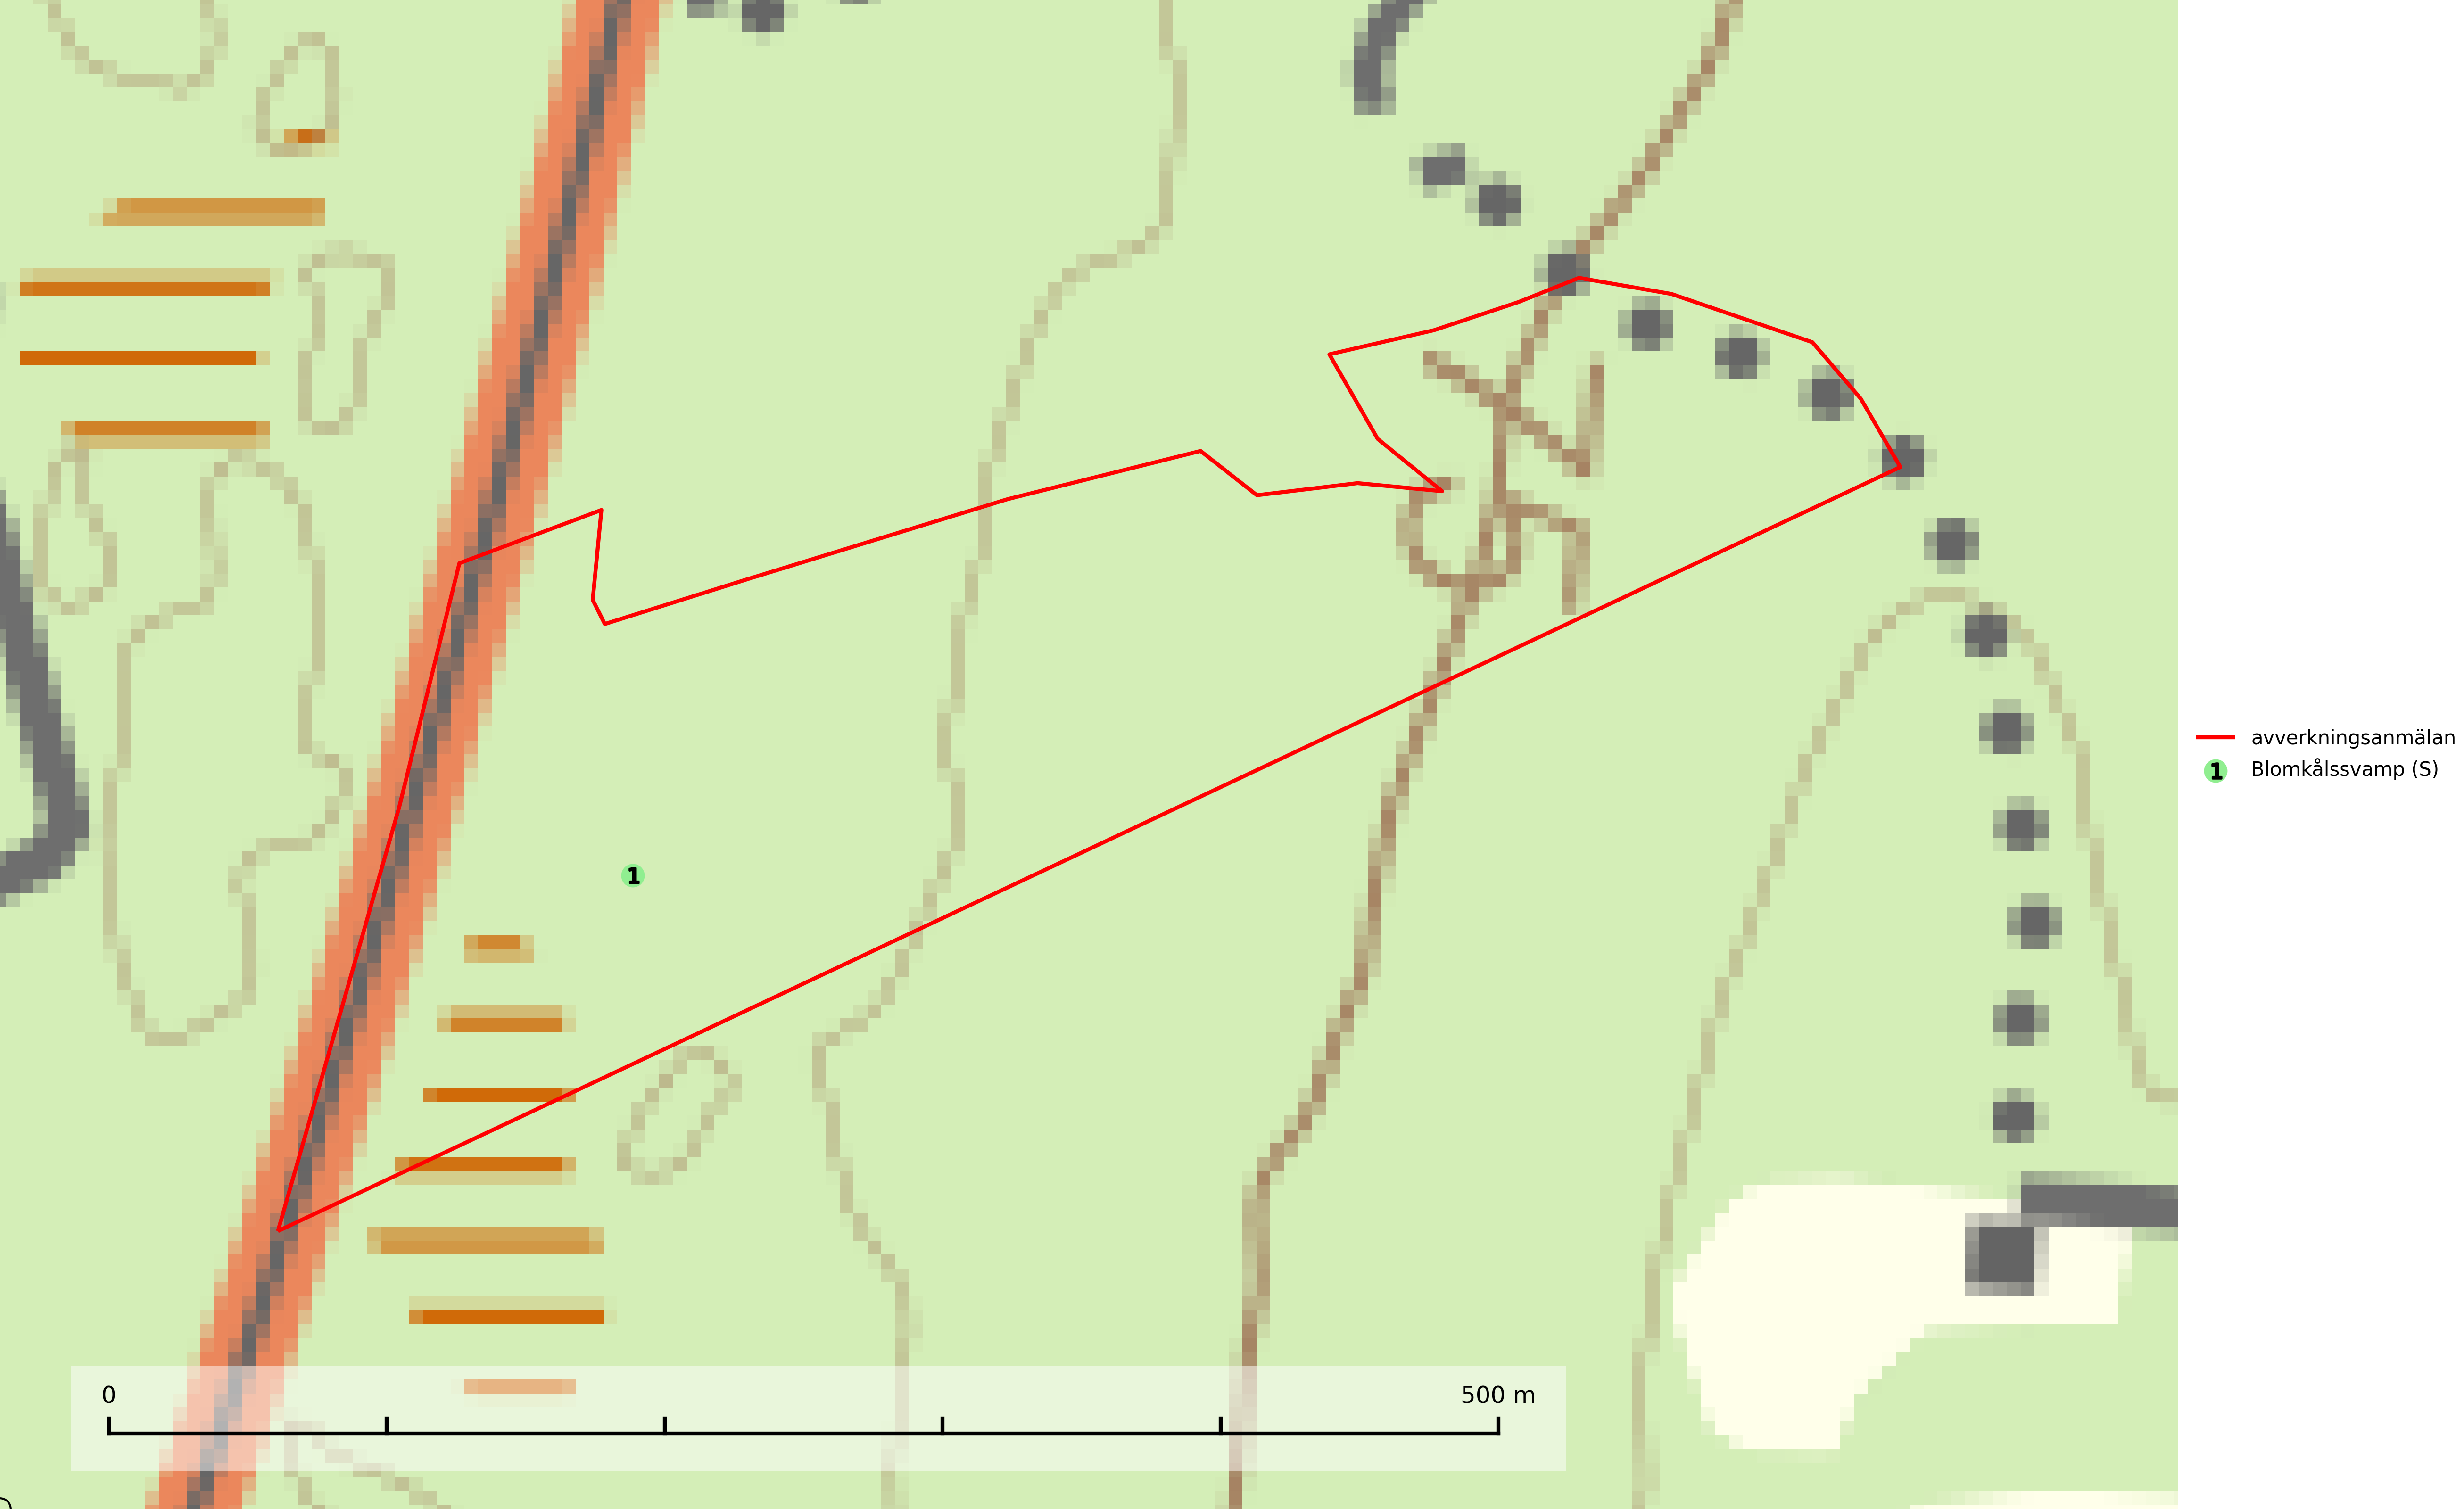 1
avverkningsanmälan
1 Blomkålssvamp (S)
0 500 m